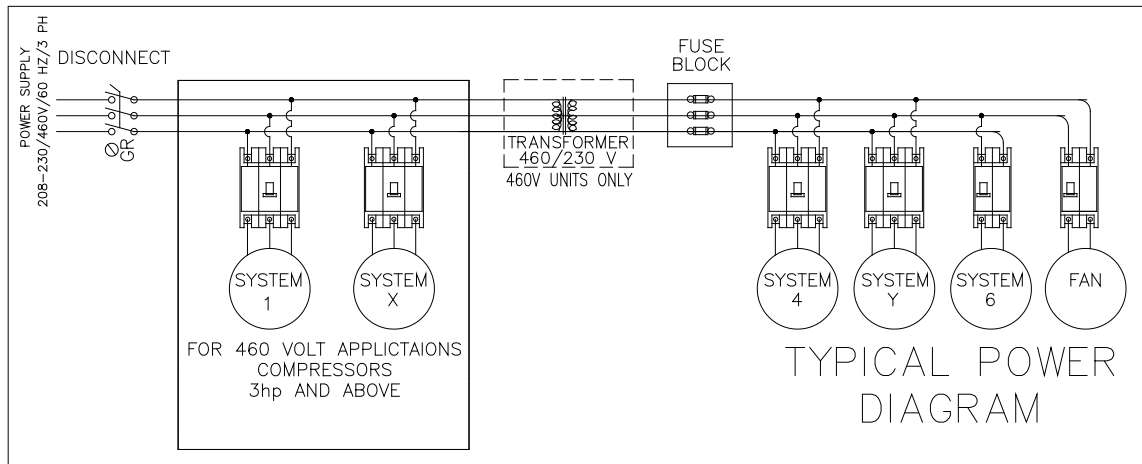 POWER SUPPLY
208-230/460V/60 HZ/3 PH
DISCONNECT
GR
FUSE
BLOCK
TRANSFORMER
460/230 V
460V UNITS ONLY
SYSTEM
1
SYSTEM
X
SYSTEM
4
SYSTEM
Y
SYSTEM
6
FAN
FOR 460 VOLT APPLICTAIONS
COMPRESSORS
3hp AND ABOVE
TYPICAL POWER
DIAGRAM